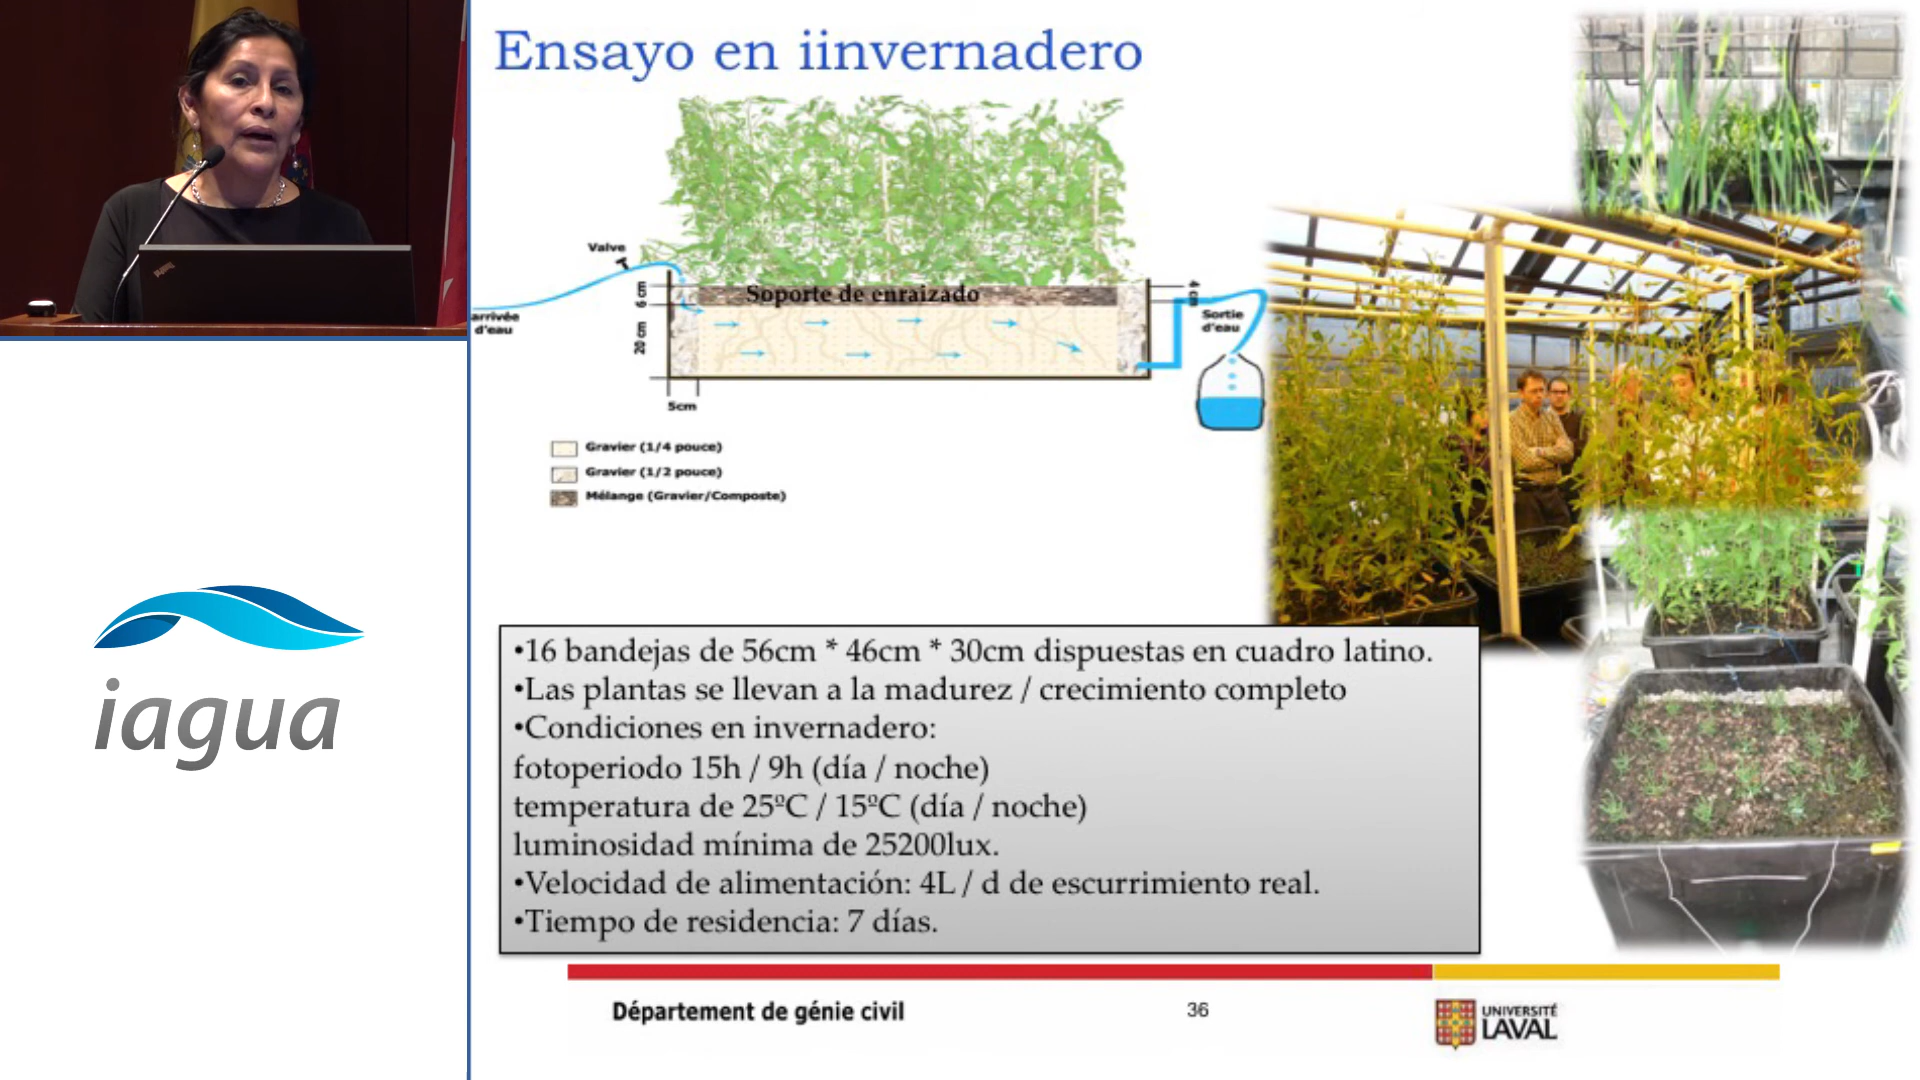 Ensayo en iinvernadero
Valve
arrivée
d'eau
6 cm
20 cm
Soporte de enraizado
4 cm
Sortie
d'eau
5cm
Gravier (1/4 pouce)
Gravier (1/2 pouce)
Mélange (Gravier/Composte)
iagua
•16 bandejas de 56cm * 46cm * 30cm dispuestas en cuadro latino.
•Las plantas se llevan a la madurez / crecimiento completo
•Condiciones en invernadero:
fotoperiodo 15h / 9h (día / noche)
temperatura de 25ºC / 15ºC (día / noche)
luminosidad mínima de 25200lux.
•Velocidad de alimentación: 4L / d de escurrimiento real.
•Tiempo de residencia: 7 días.
Département de génie civil
36
UNIVERSITÉ
LAVAL